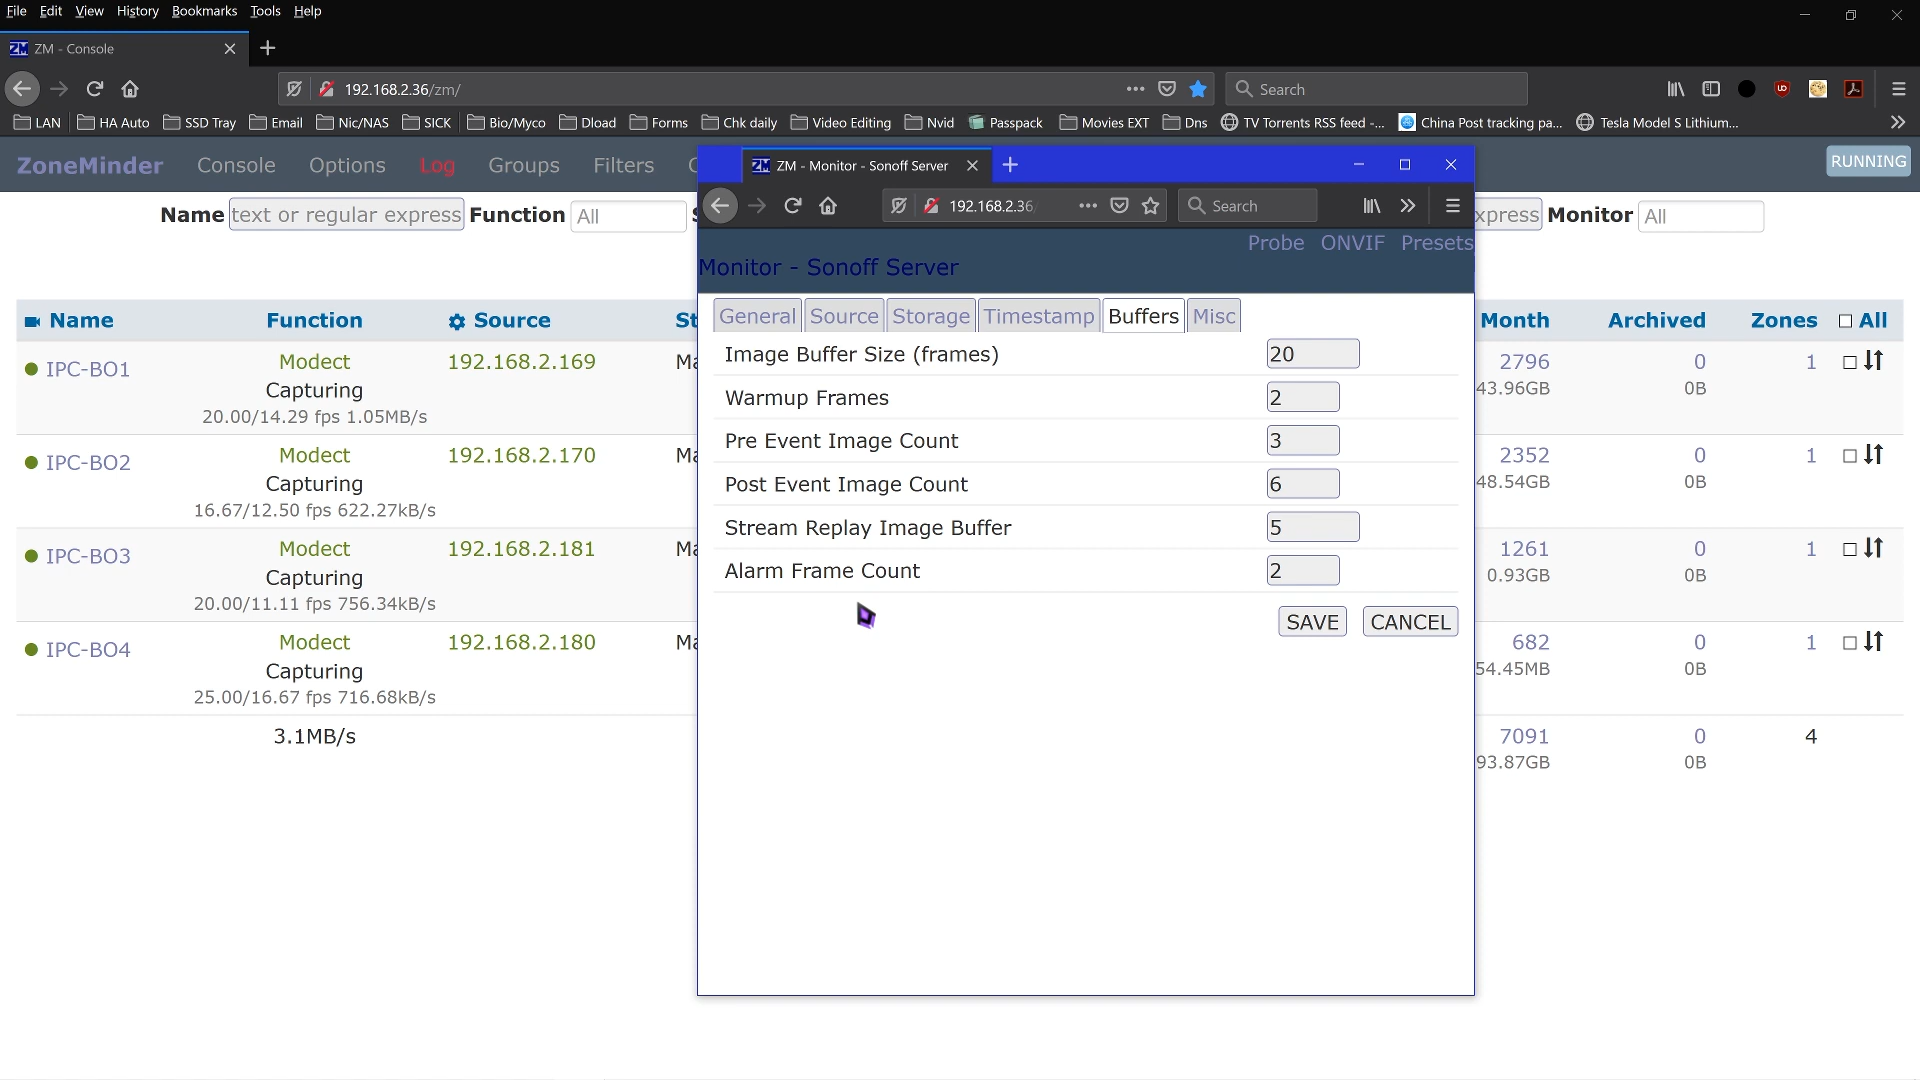 File Edit View History Bookmarks Tools Help
ZM - Console
192.168.2.36/zm/
Search
LAN HA Auto SSD Tray Email Nic/NAS SICK Bio/Myco Dload Forms Chk daily Video Editing Nvid Passpack Movies EXT Dns TV Torrents RSS feed -... China Post tracking pa... Tesla Model S Lithium...
ZoneMinder Console Options Log Groups Filters RUNNING
Name text or regular express Function All
xpress Monitor All
Name Function Source St
Month Archived Zones All
IPC-BO1 Modect 192.168.2.169 Ma 2796 0 1
Capturing 43.96GB 0B
20.00/14.29 fps 1.05MB/s
IPC-BO2 Modect 192.168.2.170 Ma 2352 0 1
Capturing 48.54GB 0B
16.67/12.50 fps 622.27kB/s
IPC-BO3 Modect 192.168.2.181 Ma 1261 0 1
Capturing 0.93GB 0B
20.00/11.11 fps 756.34kB/s
IPC-BO4 Modect 192.168.2.180 Ma 682 0 1
Capturing 54.45MB 0B
25.00/16.67 fps 716.68kB/s
3.1MB/s 7091 0 4
93.87GB 0B
ZM - Monitor - Sonoff Server
192.168.2.36/
Search
Probe ONVIF Presets
Monitor - Sonoff Server
General Source Storage Timestamp Buffers Misc
Image Buffer Size (frames) 20
Warmup Frames 2
Pre Event Image Count 3
Post Event Image Count 6
Stream Replay Image Buffer 5
Alarm Frame Count 2
SAVE CANCEL